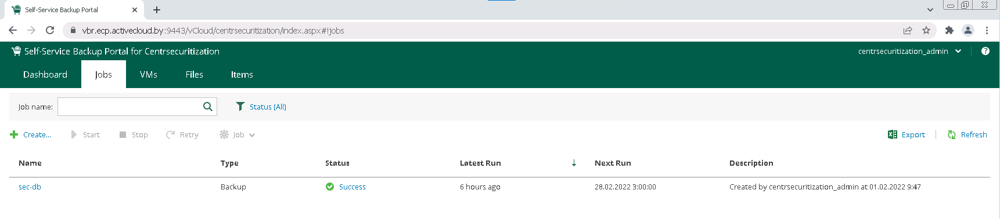 Self-Service Backup Portal
vbr.ecp.activecloud.by:9443/vCloud/centrsecuritization/index.aspx#!jobs
Self-Service Backup Portal for Centrsecuritization
centrsecuritization_admin
Dashboard Jobs VMs Files Items
Job name: Status (All)
Create... Start Stop Retry Job Export Refresh
Name Type Status Latest Run Next Run Description
sec-db Backup Success 6 hours ago 28.02.2022 3:00:00 Created by centrsecuritization_admin at 01.02.2022 9:47